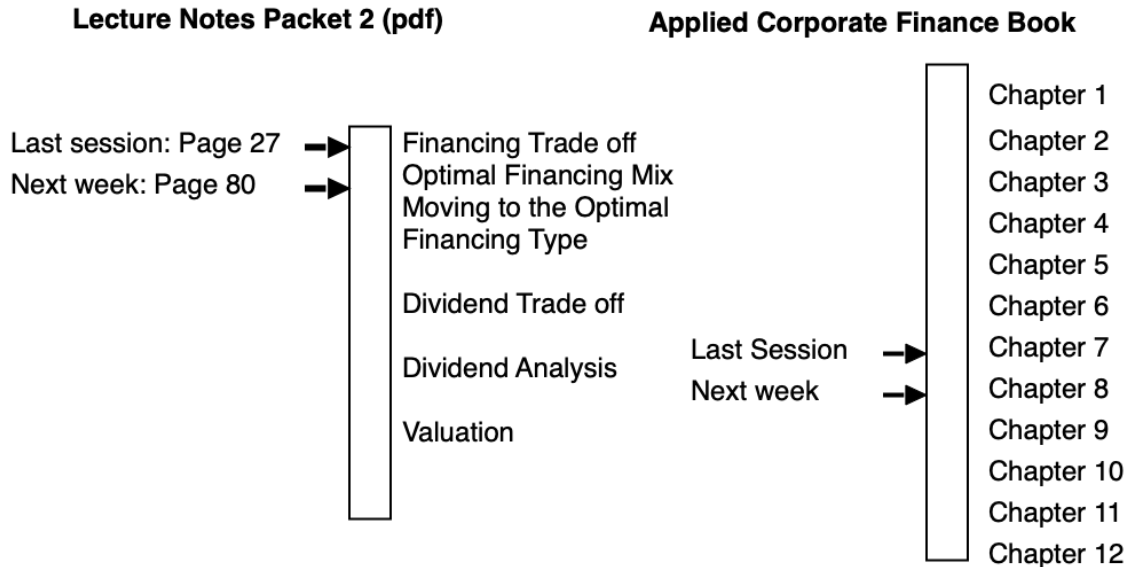 Lecture Notes Packet 2 (pdf)
Last session: Page 27
Next week: Page 80
Financing Trade off
Optimal Financing Mix
Moving to the Optimal
Financing Type
Dividend Trade off
Dividend Analysis
Valuation
Applied Corporate Finance Book
Last Session
Next week
Chapter 1
Chapter 2
Chapter 3
Chapter 4
Chapter 5
Chapter 6
Chapter 7
Chapter 8
Chapter 9
Chapter 10
Chapter 11
Chapter 12